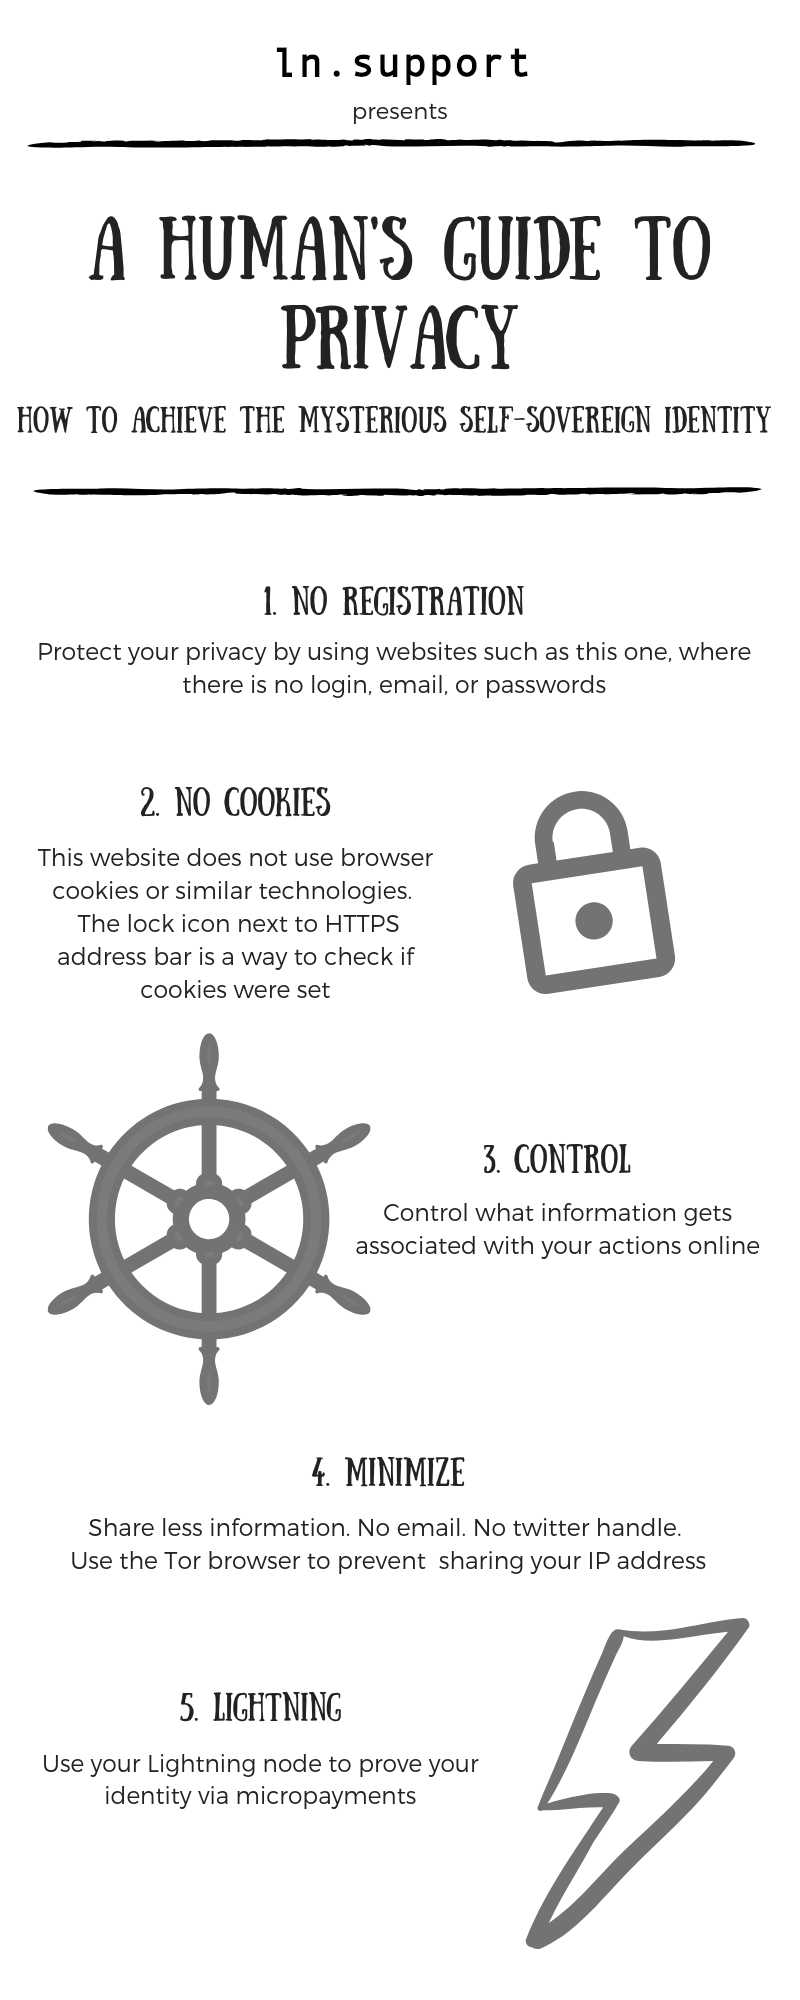 ln.support
presents
A HUMAN'S GUIDE TO
PRIVACY
HOW TO ACHIEVE THE MYSTERIOUS SELF-SOVEREIGN IDENTITY
1. NO REGISTRATION
Protect your privacy by using websites such as this one, where
there is no login, email, or passwords
2. NO COOKIES
This website does not use browser
cookies or similar technologies.
The lock icon next to HTTPS
address bar is a way to check if
cookies were set
3. CONTROL
Control what information gets
associated with your actions online
4. MINIMIZE
Share less information. No email. No twitter handle.
Use the Tor browser to prevent  sharing your IP address
5. LIGHTNING
Use your Lightning node to prove your
identity via micropayments